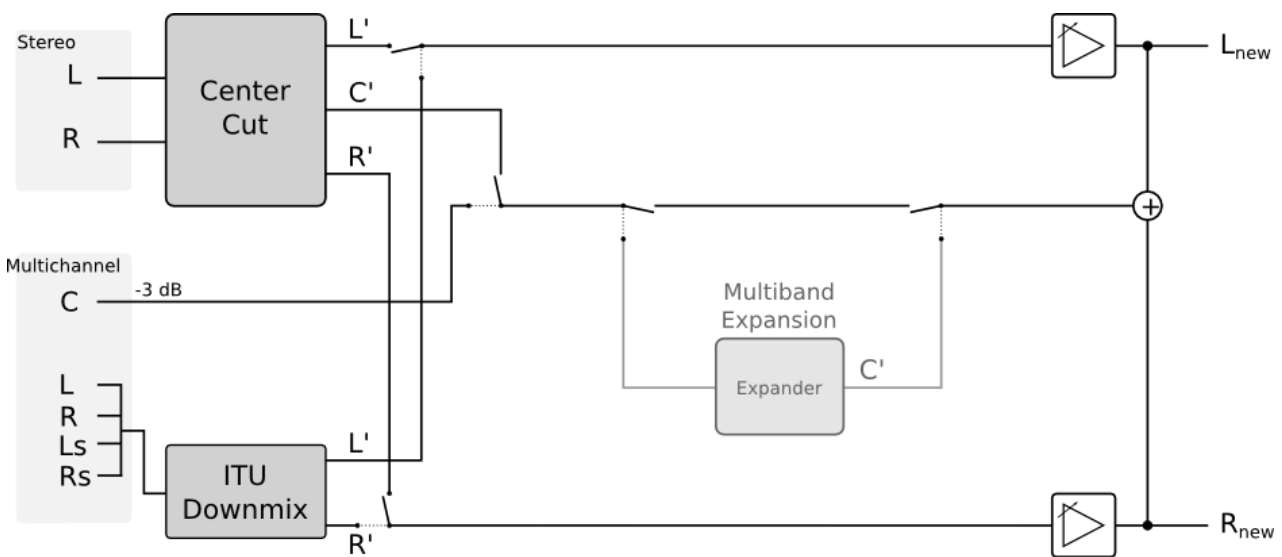 Stereo
L
R
Center
Cut
L'
C'
R'
Lnew
+
Multichannel
C
-3 dB
L
R
Ls
Rs
ITU
Downmix
L'
R'
Multiband
Expansion
Expander
C'
Rnew